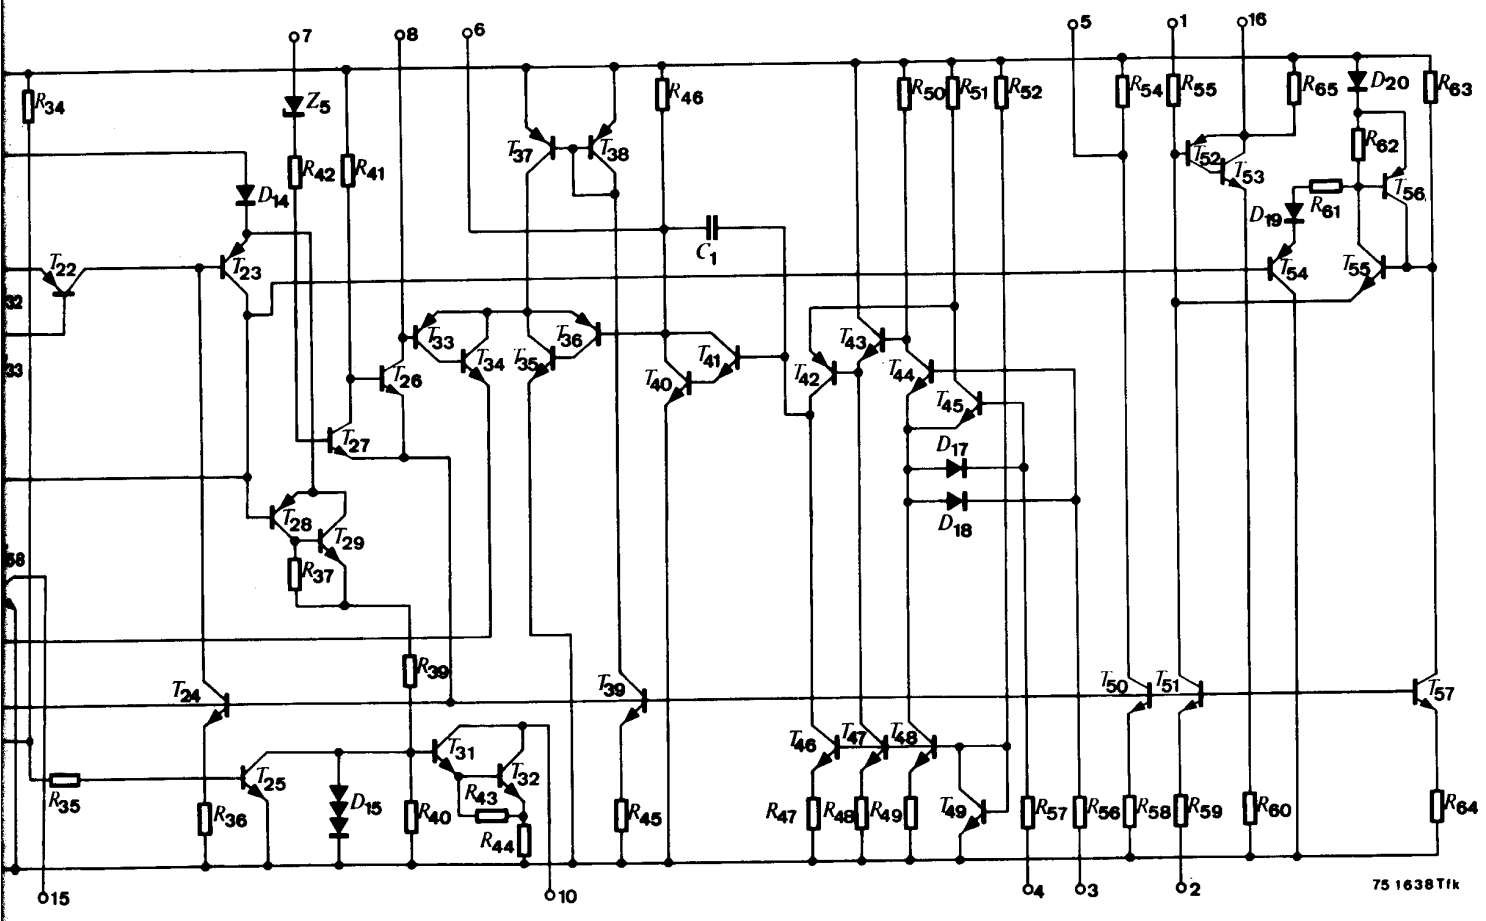 7 8 6 5 1 16
R34 Z5 R46 R50 R51 R52 R54 R55 R65 D20 R63
R42 R41 T37 T38 T52 T53 R62
D14 D19 R61 T56
T22 T23 C1 T54 T55
32
T33 T34 T35 T36 T41 T43
33 T26 T40 T42 T44
T45
T27 D17
T28 D18
T29
58 R37
R39
T24 T39 T50 T51 T57
T31 T46 T47 T48
T25 T32
R35 D15 R43
R36 R40 R44 R45 R47 R48 R49 T49 R57 R56 R58 R59 R60 R64
15 10 4 3 2 75 1638 Tfk